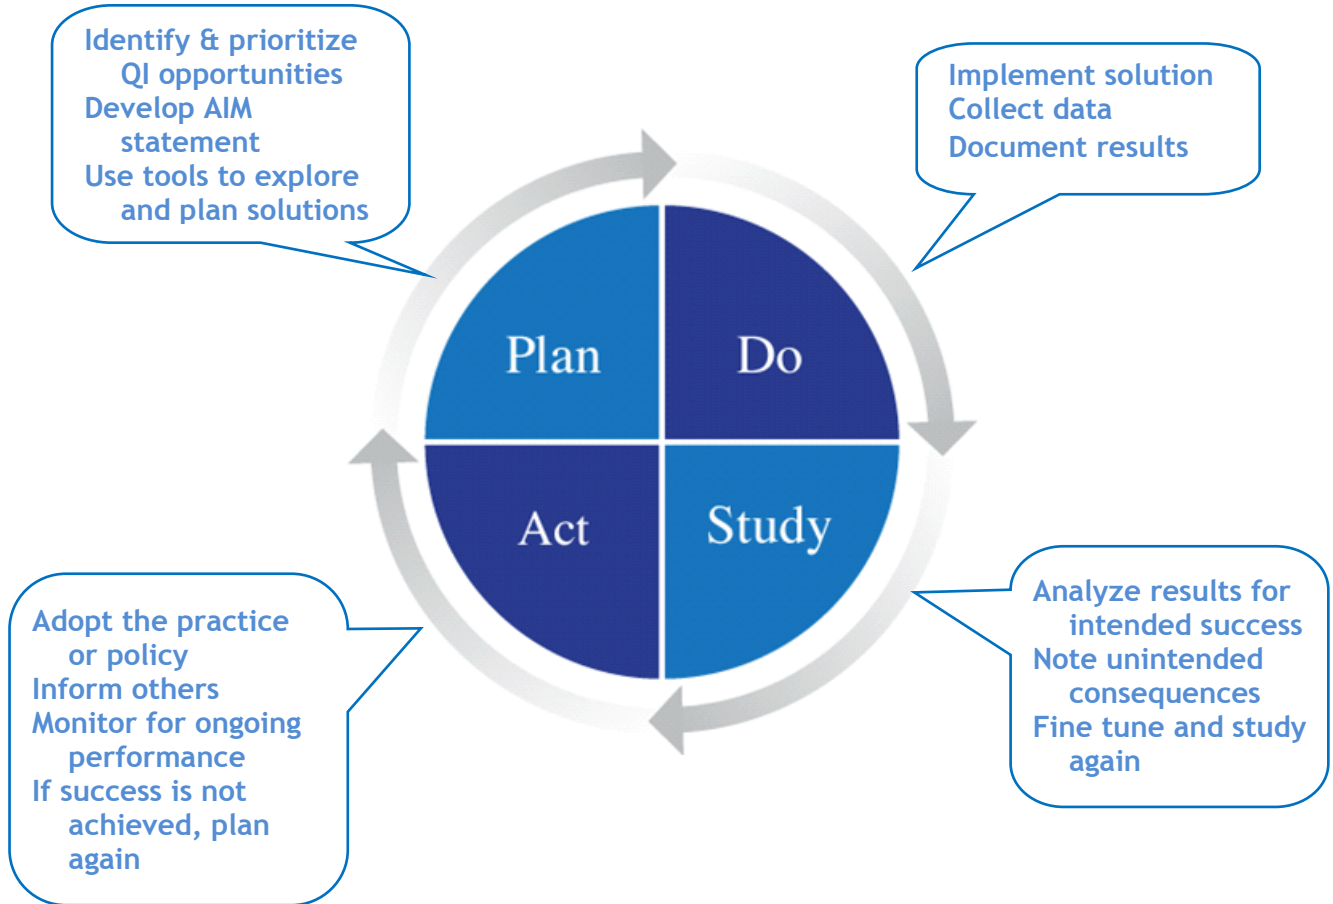 Identify & prioritize
QI opportunities
Develop AIM
statement
Use tools to explore
and plan solutions
Implement solution
Collect data
Document results
Plan
Do
Act
Study
Adopt the practice
or policy
Inform others
Monitor for ongoing
performance
If success is not
achieved, plan
again
Analyze results for
intended success
Note unintended
consequences
Fine tune and study
again